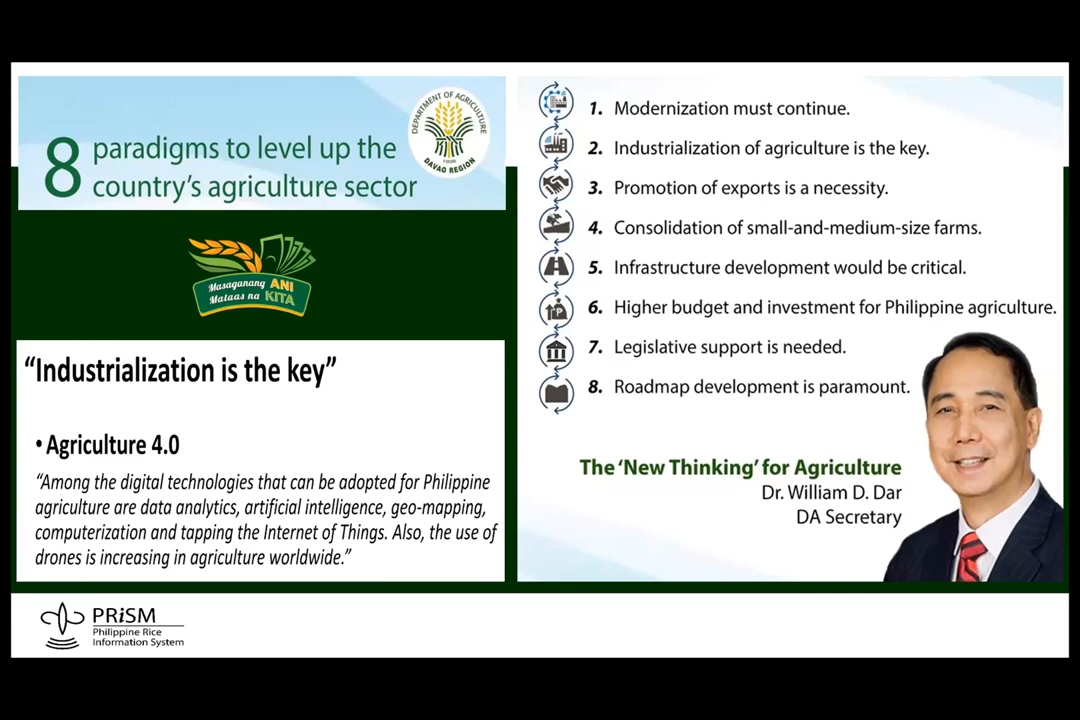 8 paradigms to level up the
country's agriculture sector
DEPARTMENT OF AGRICULTURE
DAVAO REGION
Masaganang ANI
Mataas na KITA
“Industrialization is the key”
• Agriculture 4.0
“Among the digital technologies that can be adopted for Philippine
agriculture are data analytics, artificial intelligence, geo-mapping,
computerization and tapping the Internet of Things. Also, the use of
drones is increasing in agriculture worldwide.”
1. Modernization must continue.
2. Industrialization of agriculture is the key.
3. Promotion of exports is a necessity.
4. Consolidation of small-and-medium-size farms.
5. Infrastructure development would be critical.
6. Higher budget and investment for Philippine agriculture.
7. Legislative support is needed.
8. Roadmap development is paramount.
The ‘New Thinking’ for Agriculture
Dr. William D. Dar
DA Secretary
PRiSM
Philippine Rice
Information System